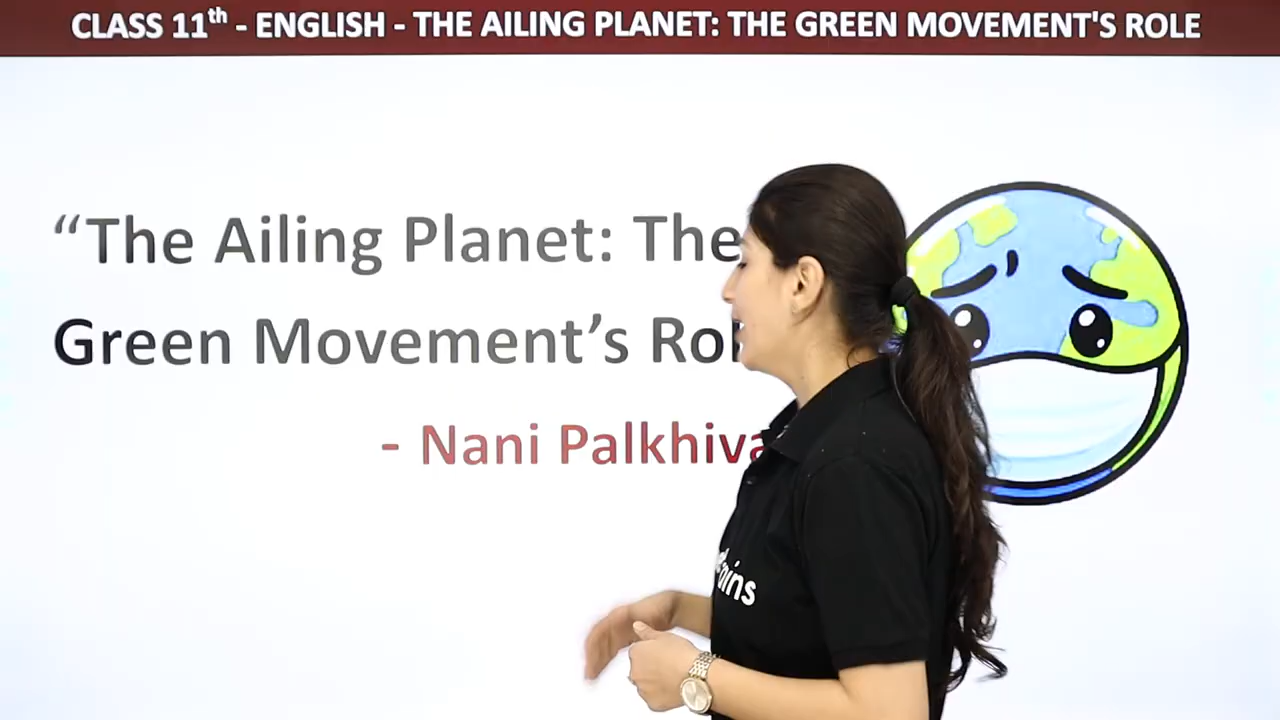 CLASS 11th - ENGLISH - THE AILING PLANET: THE GREEN MOVEMENT'S ROLE
“The Ailing Planet: The
Green Movement’s
- Nani